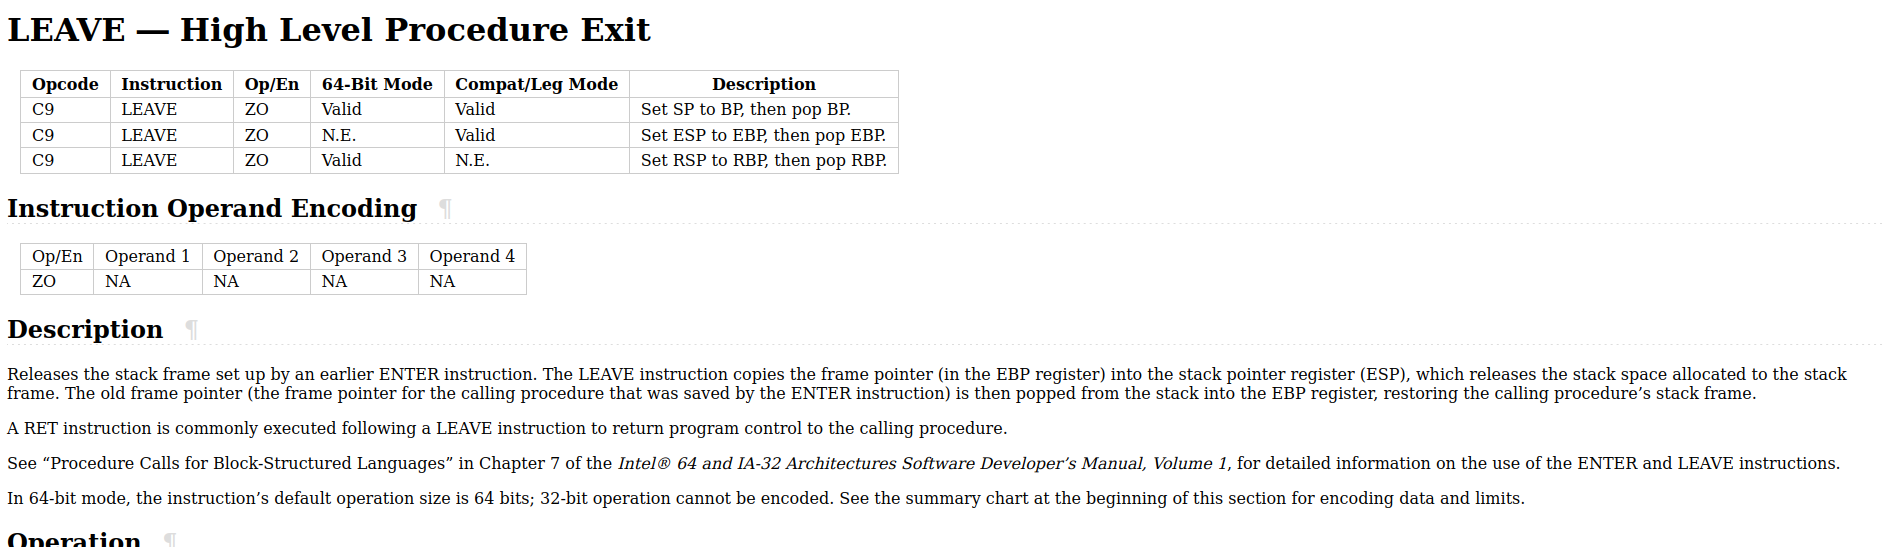 LEAVE — High Level Procedure Exit
Opcode Instruction Op/En 64-Bit Mode Compat/Leg Mode Description
C9 LEAVE ZO Valid Valid Set SP to BP, then pop BP.
C9 LEAVE ZO N.E. Valid Set ESP to EBP, then pop EBP.
C9 LEAVE ZO Valid N.E. Set RSP to RBP, then pop RBP.
Instruction Operand Encoding ¶
Op/En Operand 1 Operand 2 Operand 3 Operand 4
ZO NA NA NA NA
Description ¶
Releases the stack frame set up by an earlier ENTER instruction. The LEAVE instruction copies the frame pointer (in the EBP register) into the stack pointer register (ESP), which releases the stack space allocated to the stack
frame. The old frame pointer (the frame pointer for the calling procedure that was saved by the ENTER instruction) is then popped from the stack into the EBP register, restoring the calling procedure’s stack frame.
A RET instruction is commonly executed following a LEAVE instruction to return program control to the calling procedure.
See “Procedure Calls for Block-Structured Languages” in Chapter 7 of the Intel® 64 and IA-32 Architectures Software Developer’s Manual, Volume 1, for detailed information on the use of the ENTER and LEAVE instructions.
In 64-bit mode, the instruction’s default operation size is 64 bits; 32-bit operation cannot be encoded. See the summary chart at the beginning of this section for encoding data and limits.
Operation ¶